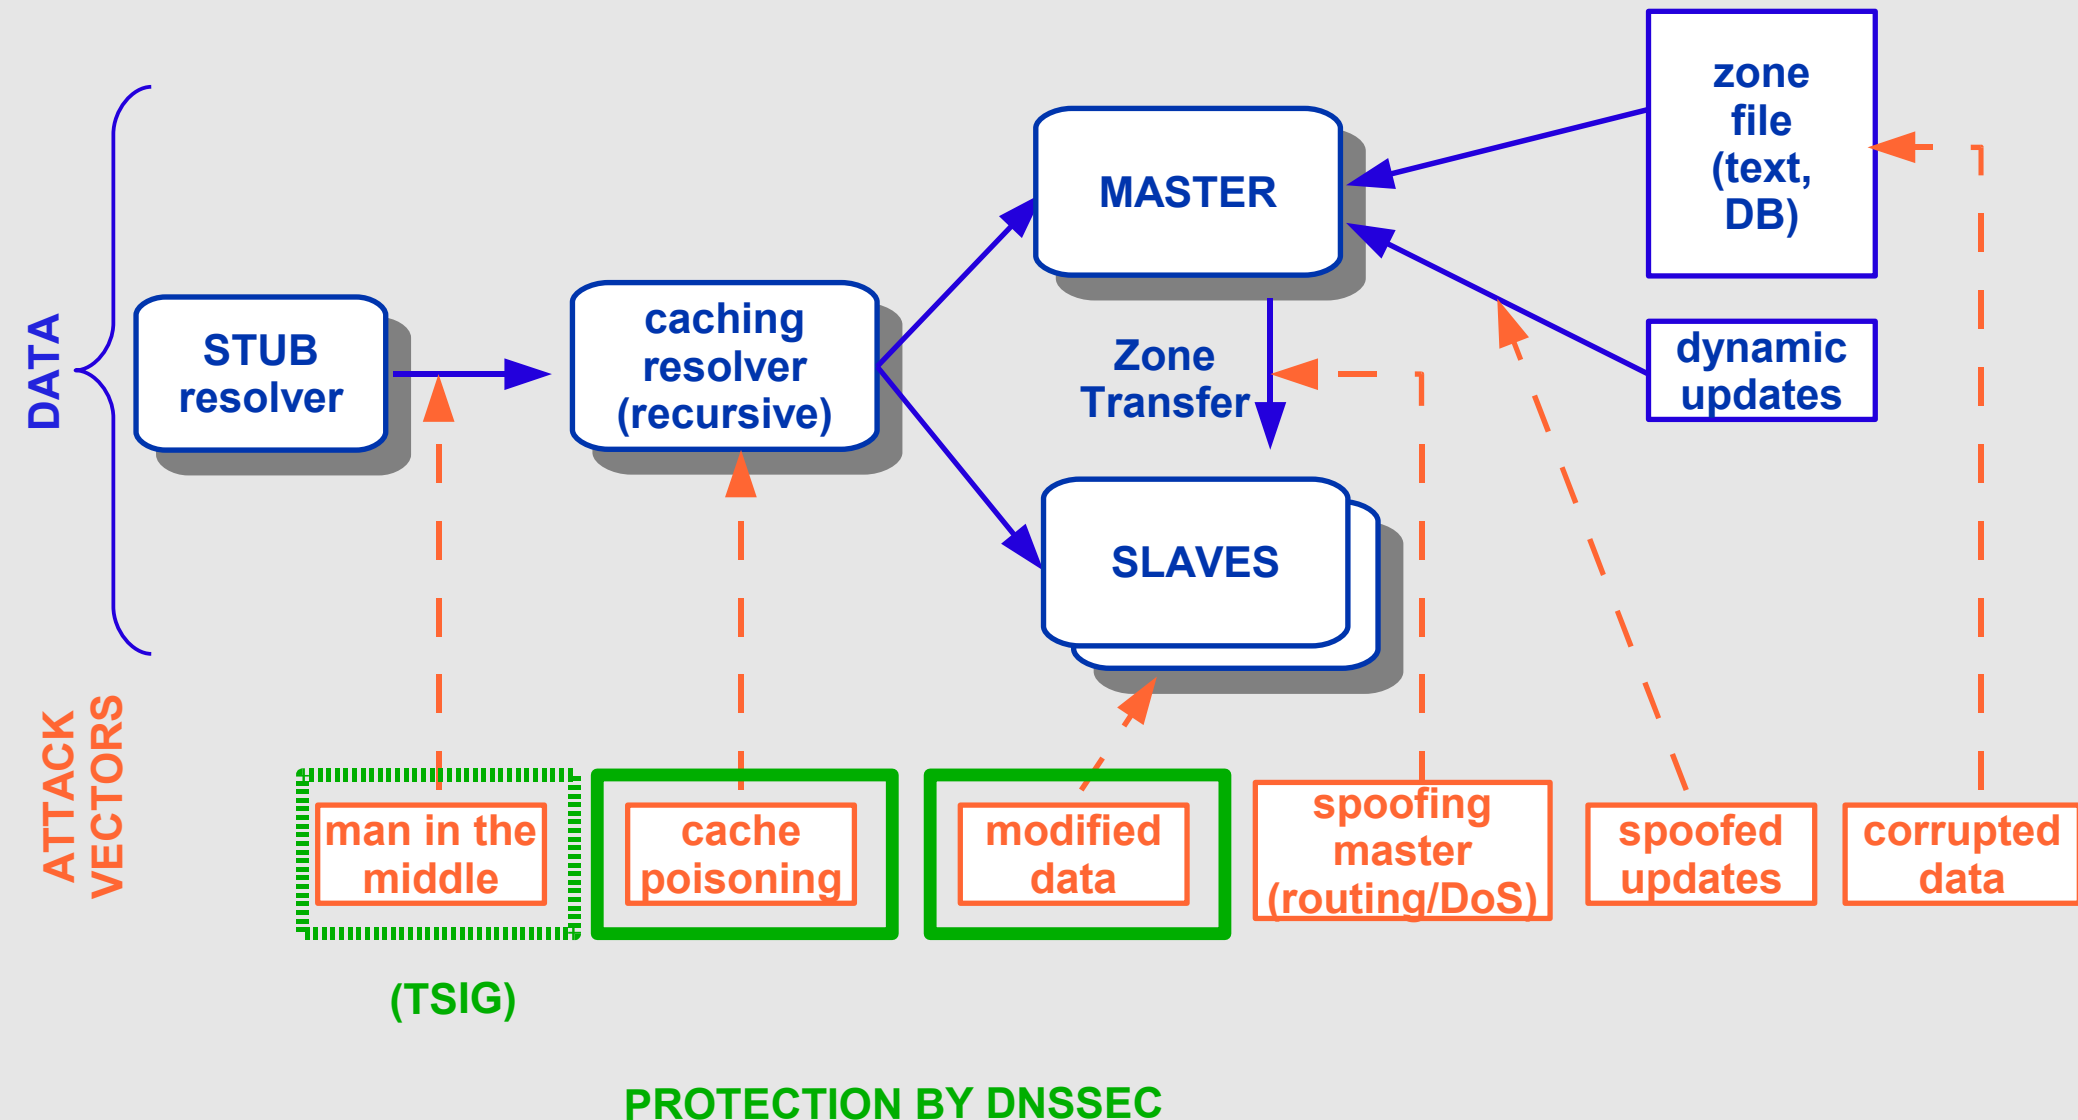 zone
file
(text,
DB)
MASTER
DATA
STUB
resolver
caching
resolver
(recursive)
Zone
Transfer
dynamic
updates
SLAVES
ATTACK
VECTORS
man in the
middle
cache
poisoning
modified
data
spoofing
master
(routing/DoS)
spoofed
updates
corrupted
data
(TSIG)
PROTECTION BY DNSSEC